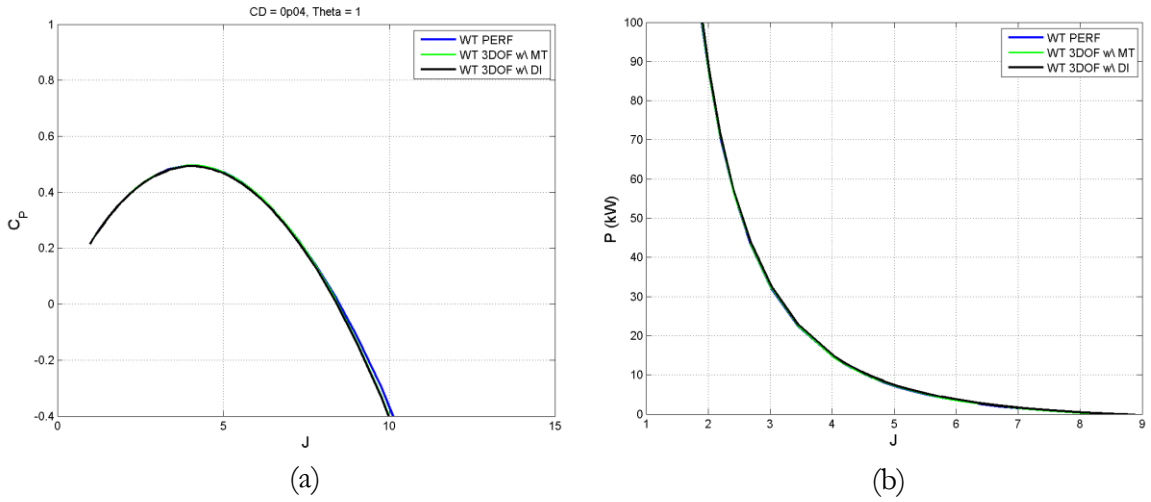 CD = 0p04, Theta = 1
1
0.8
0.6
0.4
0.2
0
-0.2
-0.4
C_P
0 5 10 15
J
WT PERF
WT 3DOF w\ MT
WT 3DOF w\ DI
(a)
100
90
80
70
60
50
40
30
20
10
0
P (kW)
1 2 3 4 5 6 7 8 9
J
WT PERF
WT 3DOF w\ MT
WT 3DOF w\ DI
(b)